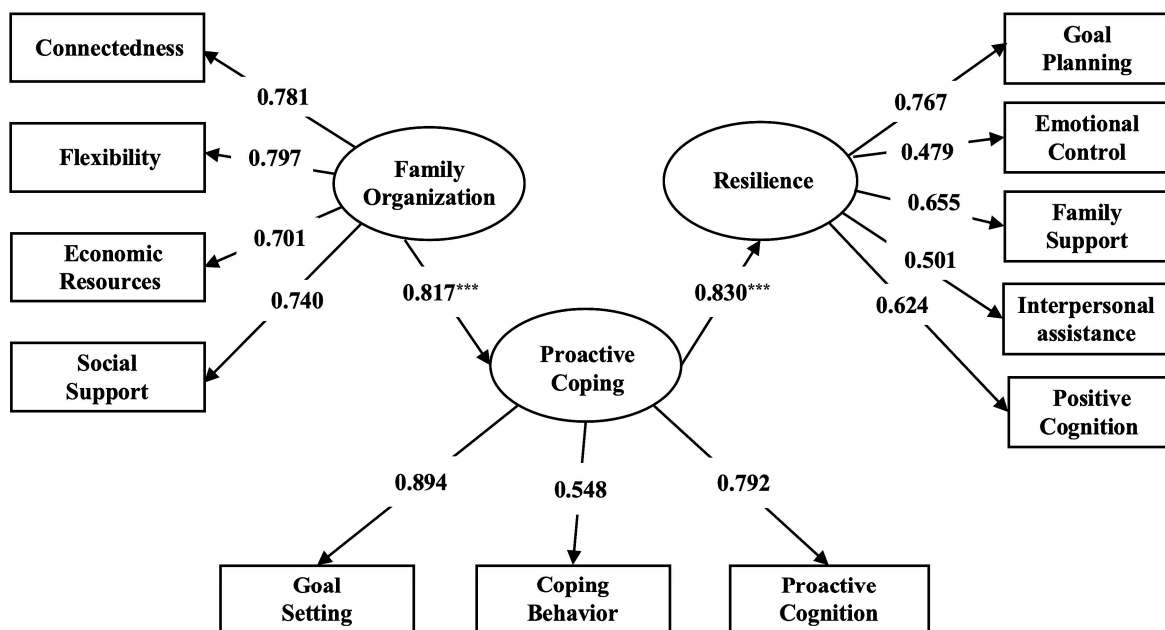 Connectedness
0.781
Flexibility
0.797
Economic
Resources
0.701
Social
Support
0.740
Family
Organization
0.817***
Proactive
Coping
0.830***
Resilience
0.894
0.548
0.792
Goal
Setting
Coping
Behavior
Proactive
Cognition
0.767
Goal
Planning
0.479
Emotional
Control
0.655
Family
Support
0.501
Interpersonal
assistance
0.624
Positive
Cognition